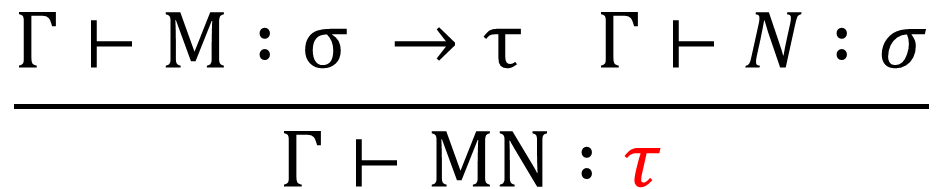 Γ ⊢ M : σ → τ Γ ⊢ N : σ
Γ ⊢ MN : τ